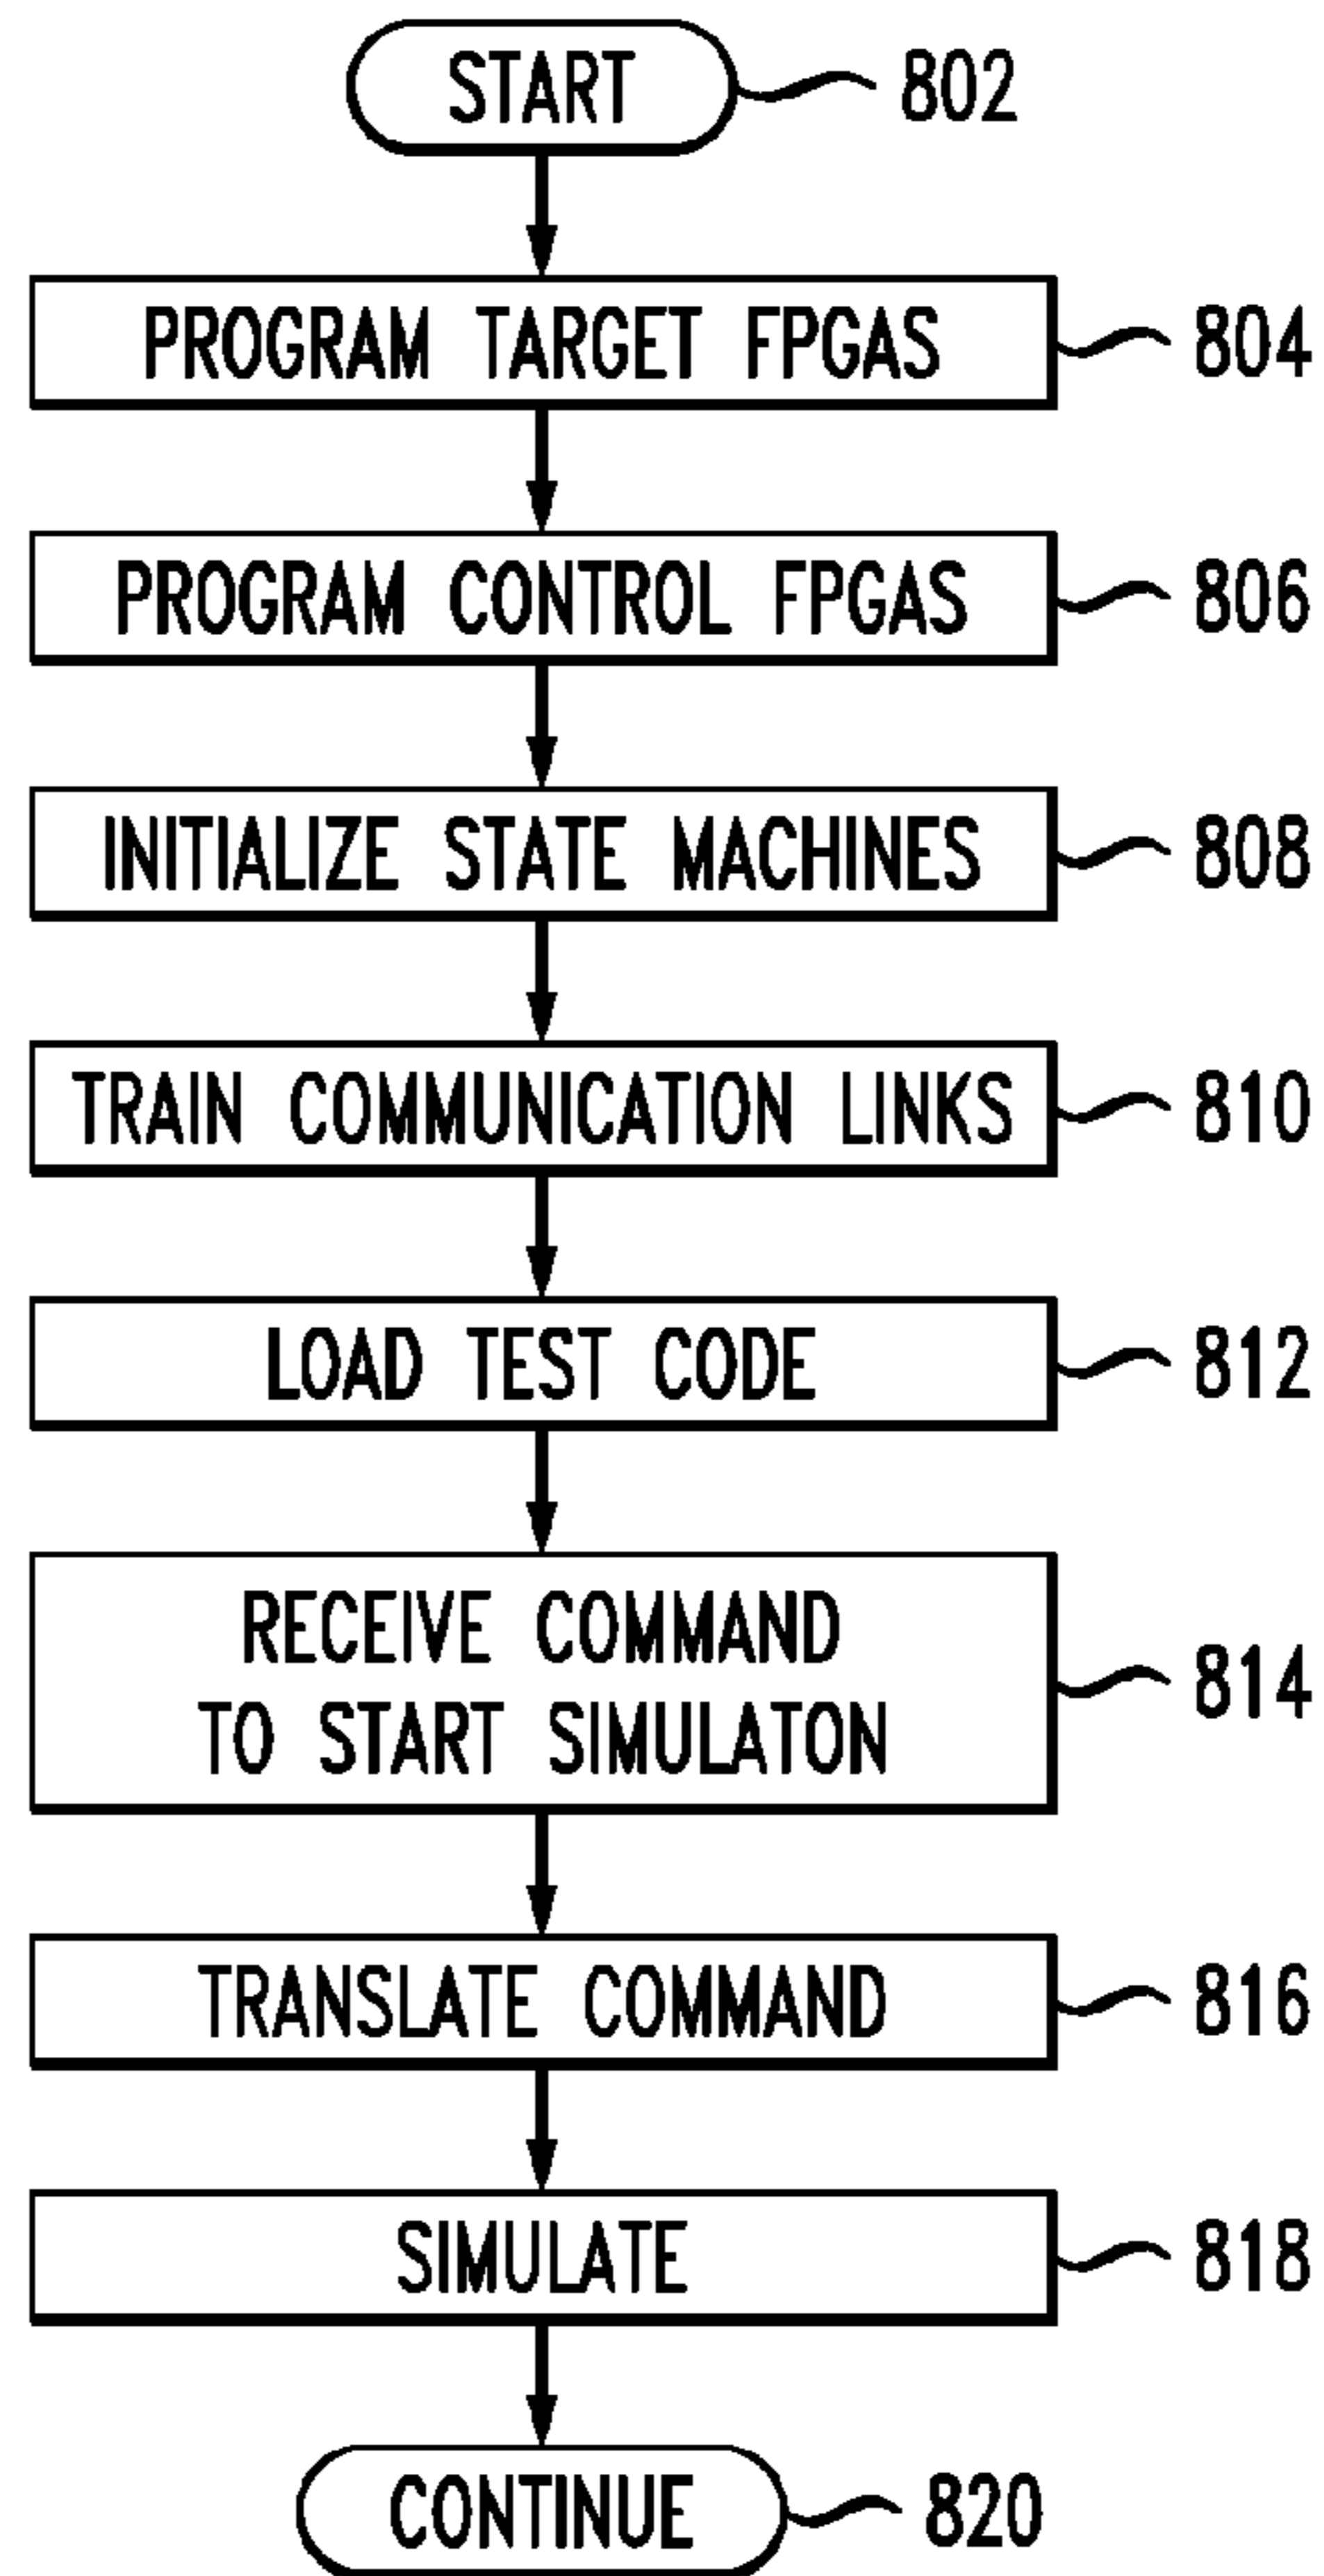 START 802
PROGRAM TARGET FPGAS 804
PROGRAM CONTROL FPGAS 806
INITIALIZE STATE MACHINES 808
TRAIN COMMUNICATION LINKS 810
LOAD TEST CODE 812
RECEIVE COMMAND
TO START SIMULATON 814
TRANSLATE COMMAND 816
SIMULATE 818
CONTINUE 820